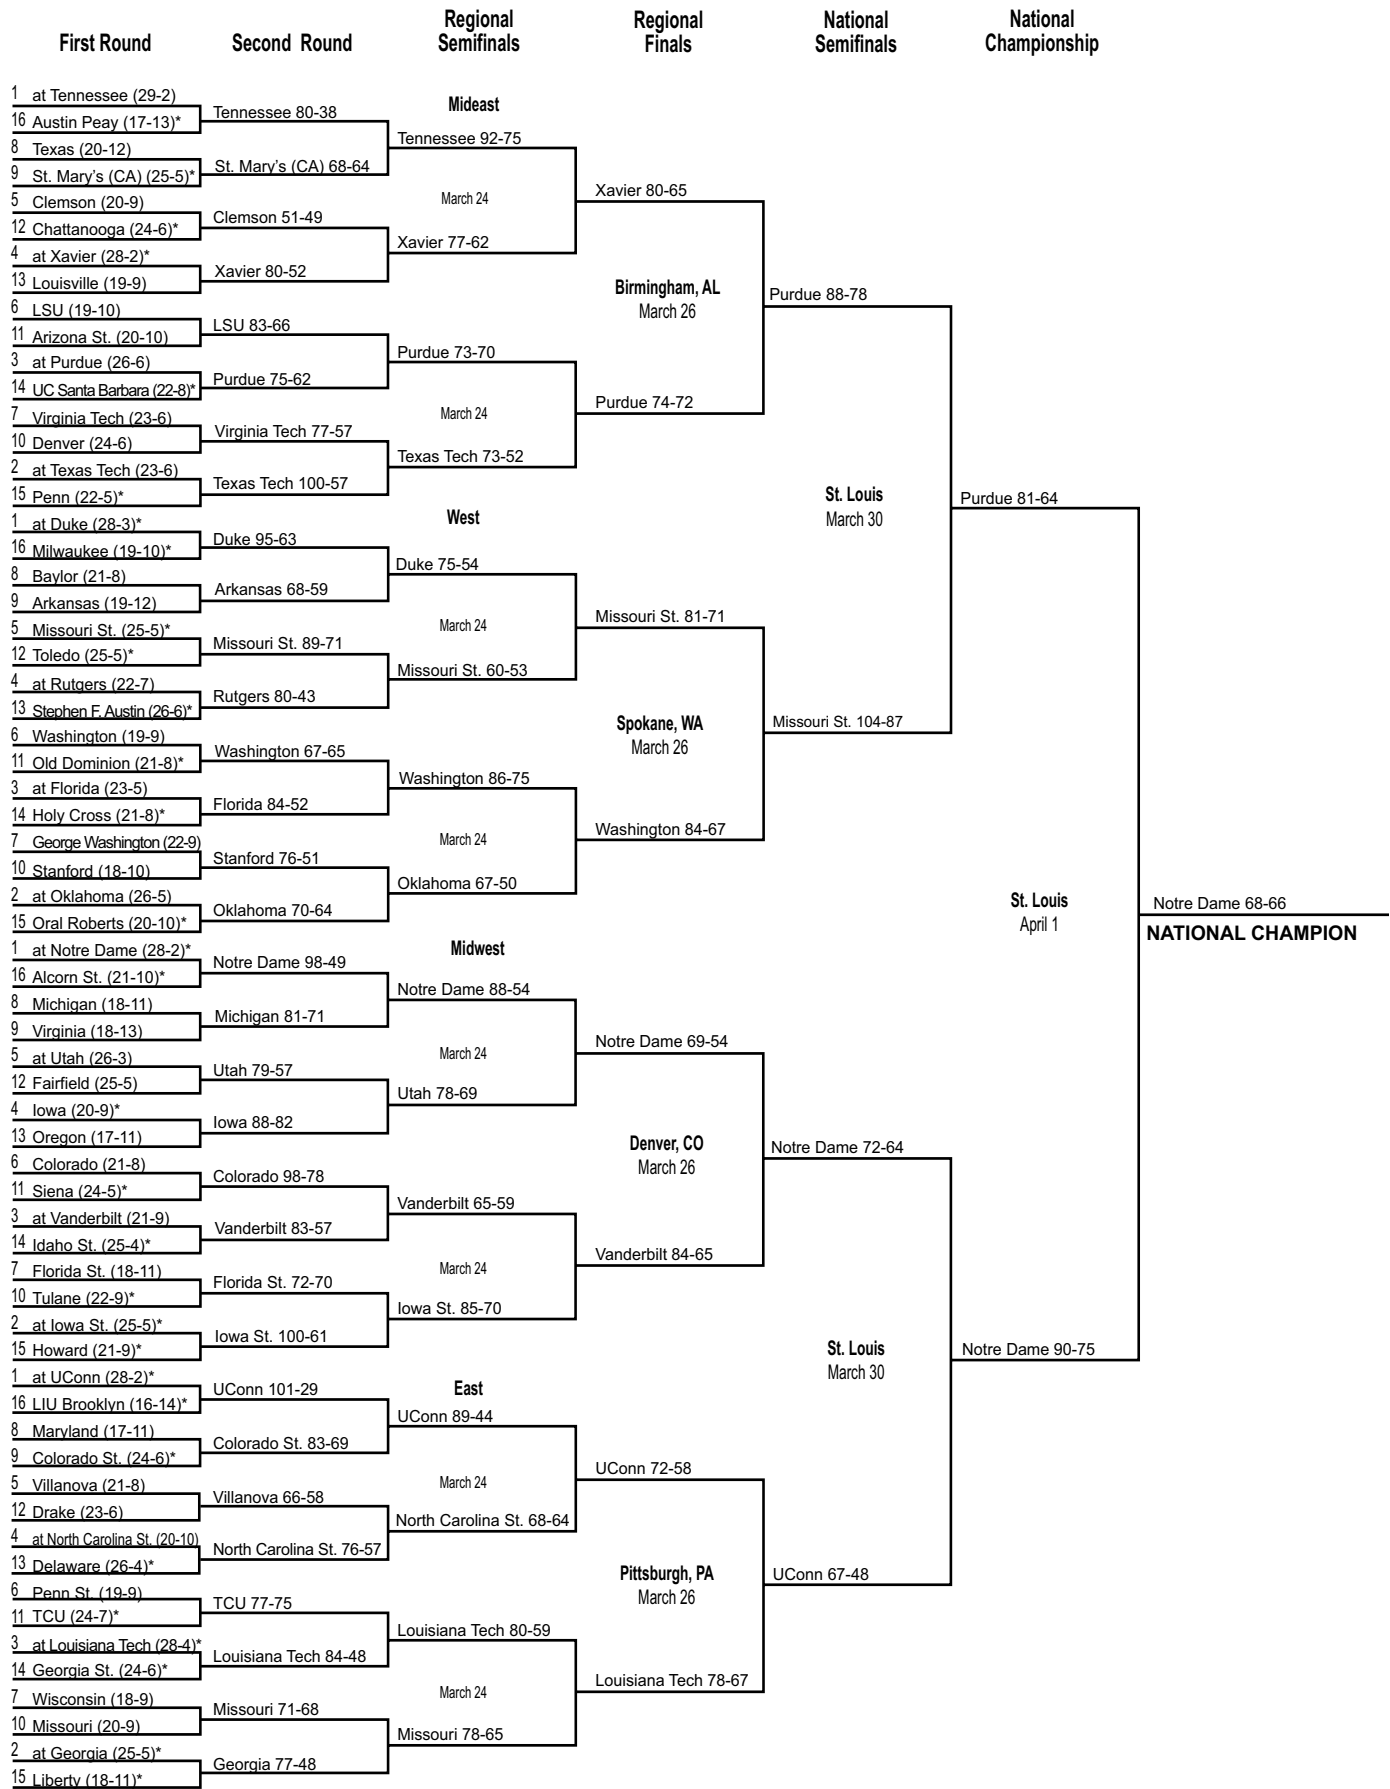 First Round
Second Round
Regional
Semifinals
Regional
Finals
National
Semifinals
National
Championship
1 at Tennessee (29-2)
16 Austin Peay (17-13)*
8 Texas (20-12)
9 St. Mary's (CA) (25-5)*
5 Clemson (20-9)
12 Chattanooga (24-6)*
4 at Xavier (28-2)*
13 Louisville (19-9)
6 LSU (19-10)
11 Arizona St. (20-10)
3 at Purdue (26-6)
14 UC Santa Barbara (22-8)*
7 Virginia Tech (23-6)
10 Denver (24-6)
2 at Texas Tech (23-6)
15 Penn (22-5)*
1 at Duke (28-3)*
16 Milwaukee (19-10)*
8 Baylor (21-8)
9 Arkansas (19-12)
5 Missouri St. (25-5)*
12 Toledo (25-5)*
4 at Rutgers (22-7)
13 Stephen F. Austin (26-6)*
6 Washington (19-9)
11 Old Dominion (21-8)*
3 at Florida (23-5)
14 Holy Cross (21-8)*
7 George Washington (22-9)
10 Stanford (18-10)
2 at Oklahoma (26-5)
15 Oral Roberts (20-10)*
1 at Notre Dame (28-2)*
16 Alcorn St. (21-10)*
8 Michigan (18-11)
9 Virginia (18-13)
5 at Utah (26-3)
12 Fairfield (25-5)
4 Iowa (20-9)*
13 Oregon (17-11)
6 Colorado (21-8)
11 Siena (24-5)*
3 at Vanderbilt (21-9)
14 Idaho St. (25-4)*
7 Florida St. (18-11)
10 Tulane (22-9)*
2 at Iowa St. (25-5)*
15 Howard (21-9)*
1 at UConn (28-2)*
16 LIU Brooklyn (16-14)*
8 Maryland (17-11)
9 Colorado St. (24-6)*
5 Villanova (21-8)
12 Drake (23-6)
4 at North Carolina St. (20-10)
13 Delaware (26-4)*
6 Penn St. (19-9)
11 TCU (24-7)*
3 at Louisiana Tech (28-4)*
14 Georgia St. (24-6)*
7 Wisconsin (18-9)
10 Missouri (20-9)
2 at Georgia (25-5)*
15 Liberty (18-11)*
Tennessee 80-38
St. Mary's (CA) 68-64
Clemson 51-49
Xavier 80-52
LSU 83-66
Purdue 75-62
Virginia Tech 77-57
Texas Tech 100-57
Duke 95-63
Arkansas 68-59
Missouri St. 89-71
Rutgers 80-43
Washington 67-65
Florida 84-52
Stanford 76-51
Oklahoma 70-64
Notre Dame 98-49
Michigan 81-71
Utah 79-57
Iowa 88-82
Colorado 98-78
Vanderbilt 83-57
Florida St. 72-70
Iowa St. 100-61
UConn 101-29
Colorado St. 83-69
Villanova 66-58
North Carolina St. 76-57
TCU 77-75
Louisiana Tech 84-48
Missouri 71-68
Georgia 77-48
Mideast
Tennessee 92-75
March 24
Xavier 77-62
Purdue 73-70
March 24
Texas Tech 73-52
West
Duke 75-54
March 24
Missouri St. 60-53
Washington 86-75
March 24
Oklahoma 67-50
Midwest
Notre Dame 88-54
March 24
Utah 78-69
Vanderbilt 65-59
March 24
Iowa St. 85-70
East
UConn 89-44
March 24
North Carolina St. 68-64
Louisiana Tech 80-59
March 24
Missouri 78-65
Xavier 80-65
Birmingham, AL
March 26
Purdue 74-72
Missouri St. 81-71
Spokane, WA
March 26
Washington 84-67
Notre Dame 69-54
Denver, CO
March 26
Vanderbilt 84-65
UConn 72-58
Pittsburgh, PA
March 26
Louisiana Tech 78-67
Purdue 88-78
St. Louis
March 30
Missouri St. 104-87
Notre Dame 72-64
St. Louis
March 30
UConn 67-48
Purdue 81-64
St. Louis
April 1
Notre Dame 90-75
Notre Dame 68-66
NATIONAL CHAMPION